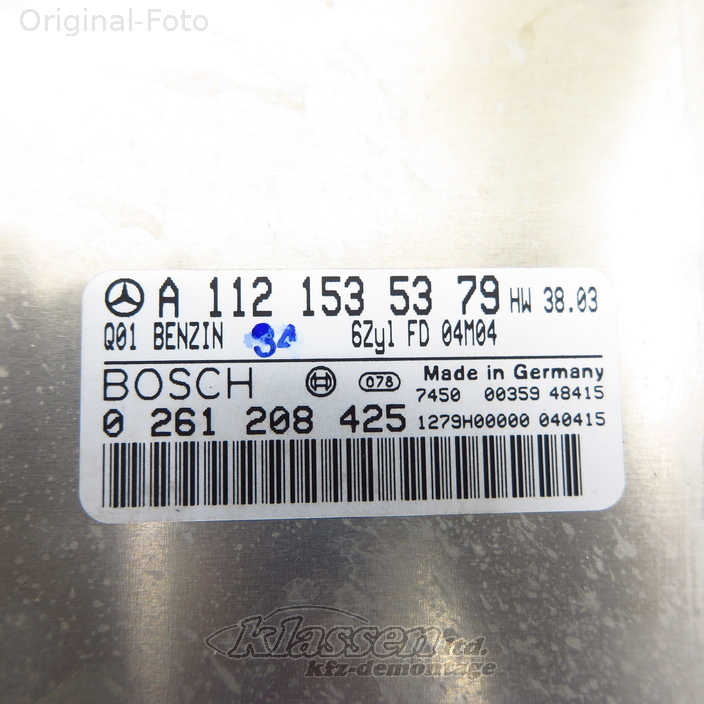 Original-Foto
A 112 153 53 79 HW 38.03
Q01 BENZIN 34 6Zyl FD 04M04
BOSCH 078 Made in Germany
7450 00359 48415
0 261 208 425 1279H00000 040415
klassen ltd.
kfz-demontage